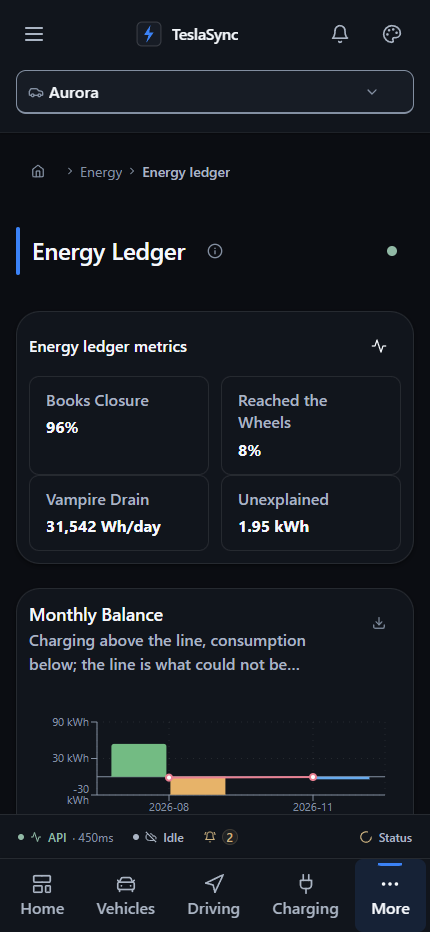 TeslaSync
Aurora
Energy
Energy ledger
Energy Ledger
Energy ledger metrics
Books Closure
96%
Reached the
Wheels
8%
Vampire Drain
31,542 Wh/day
Unexplained
1.95 kWh
Monthly Balance
Charging above the line, consumption
below; the line is what could not be...
90 kWh
30 kWh
-30
kWh
2026-08
2026-11
API · 450ms
Idle
2
Status
Home
Vehicles
Driving
Charging
More